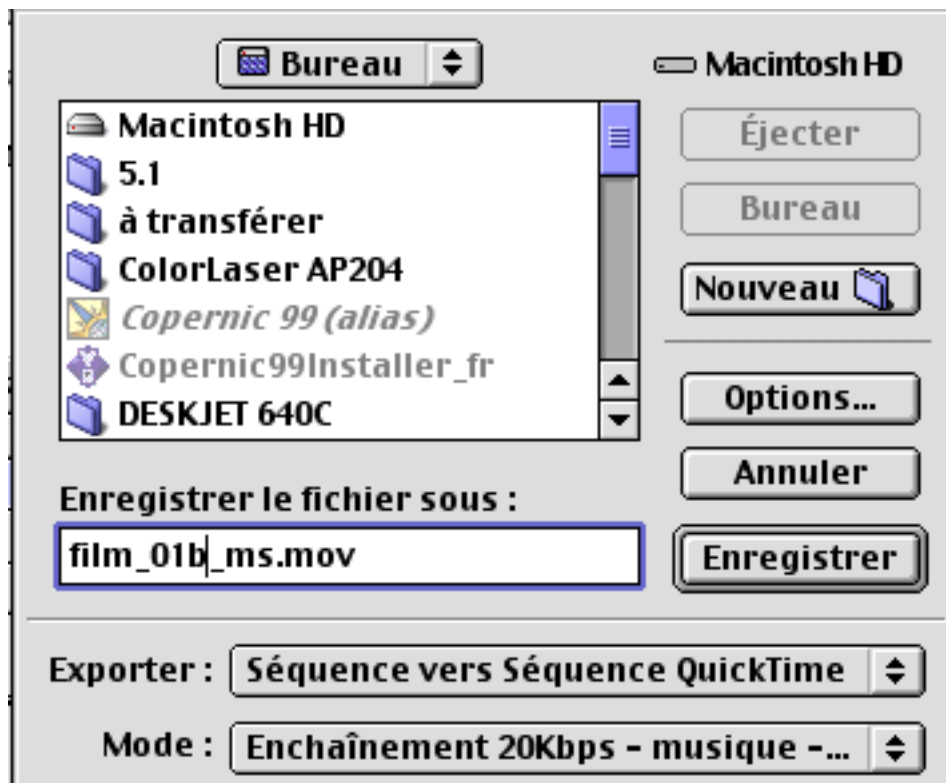 Bureau
Macintosh HD
Macintosh HD
5.1
à transférer
ColorLaser AP204
Copernic 99 (alias)
Copernic99Installer_fr
DESKJET 640C
Éjecter
Bureau
Nouveau
Options...
Annuler
Enregistrer le fichier sous :
film_01b_ms.mov
Enregistrer
Exporter : Séquence vers Séquence QuickTime
Mode : Enchaînement 20Kbps - musique -...